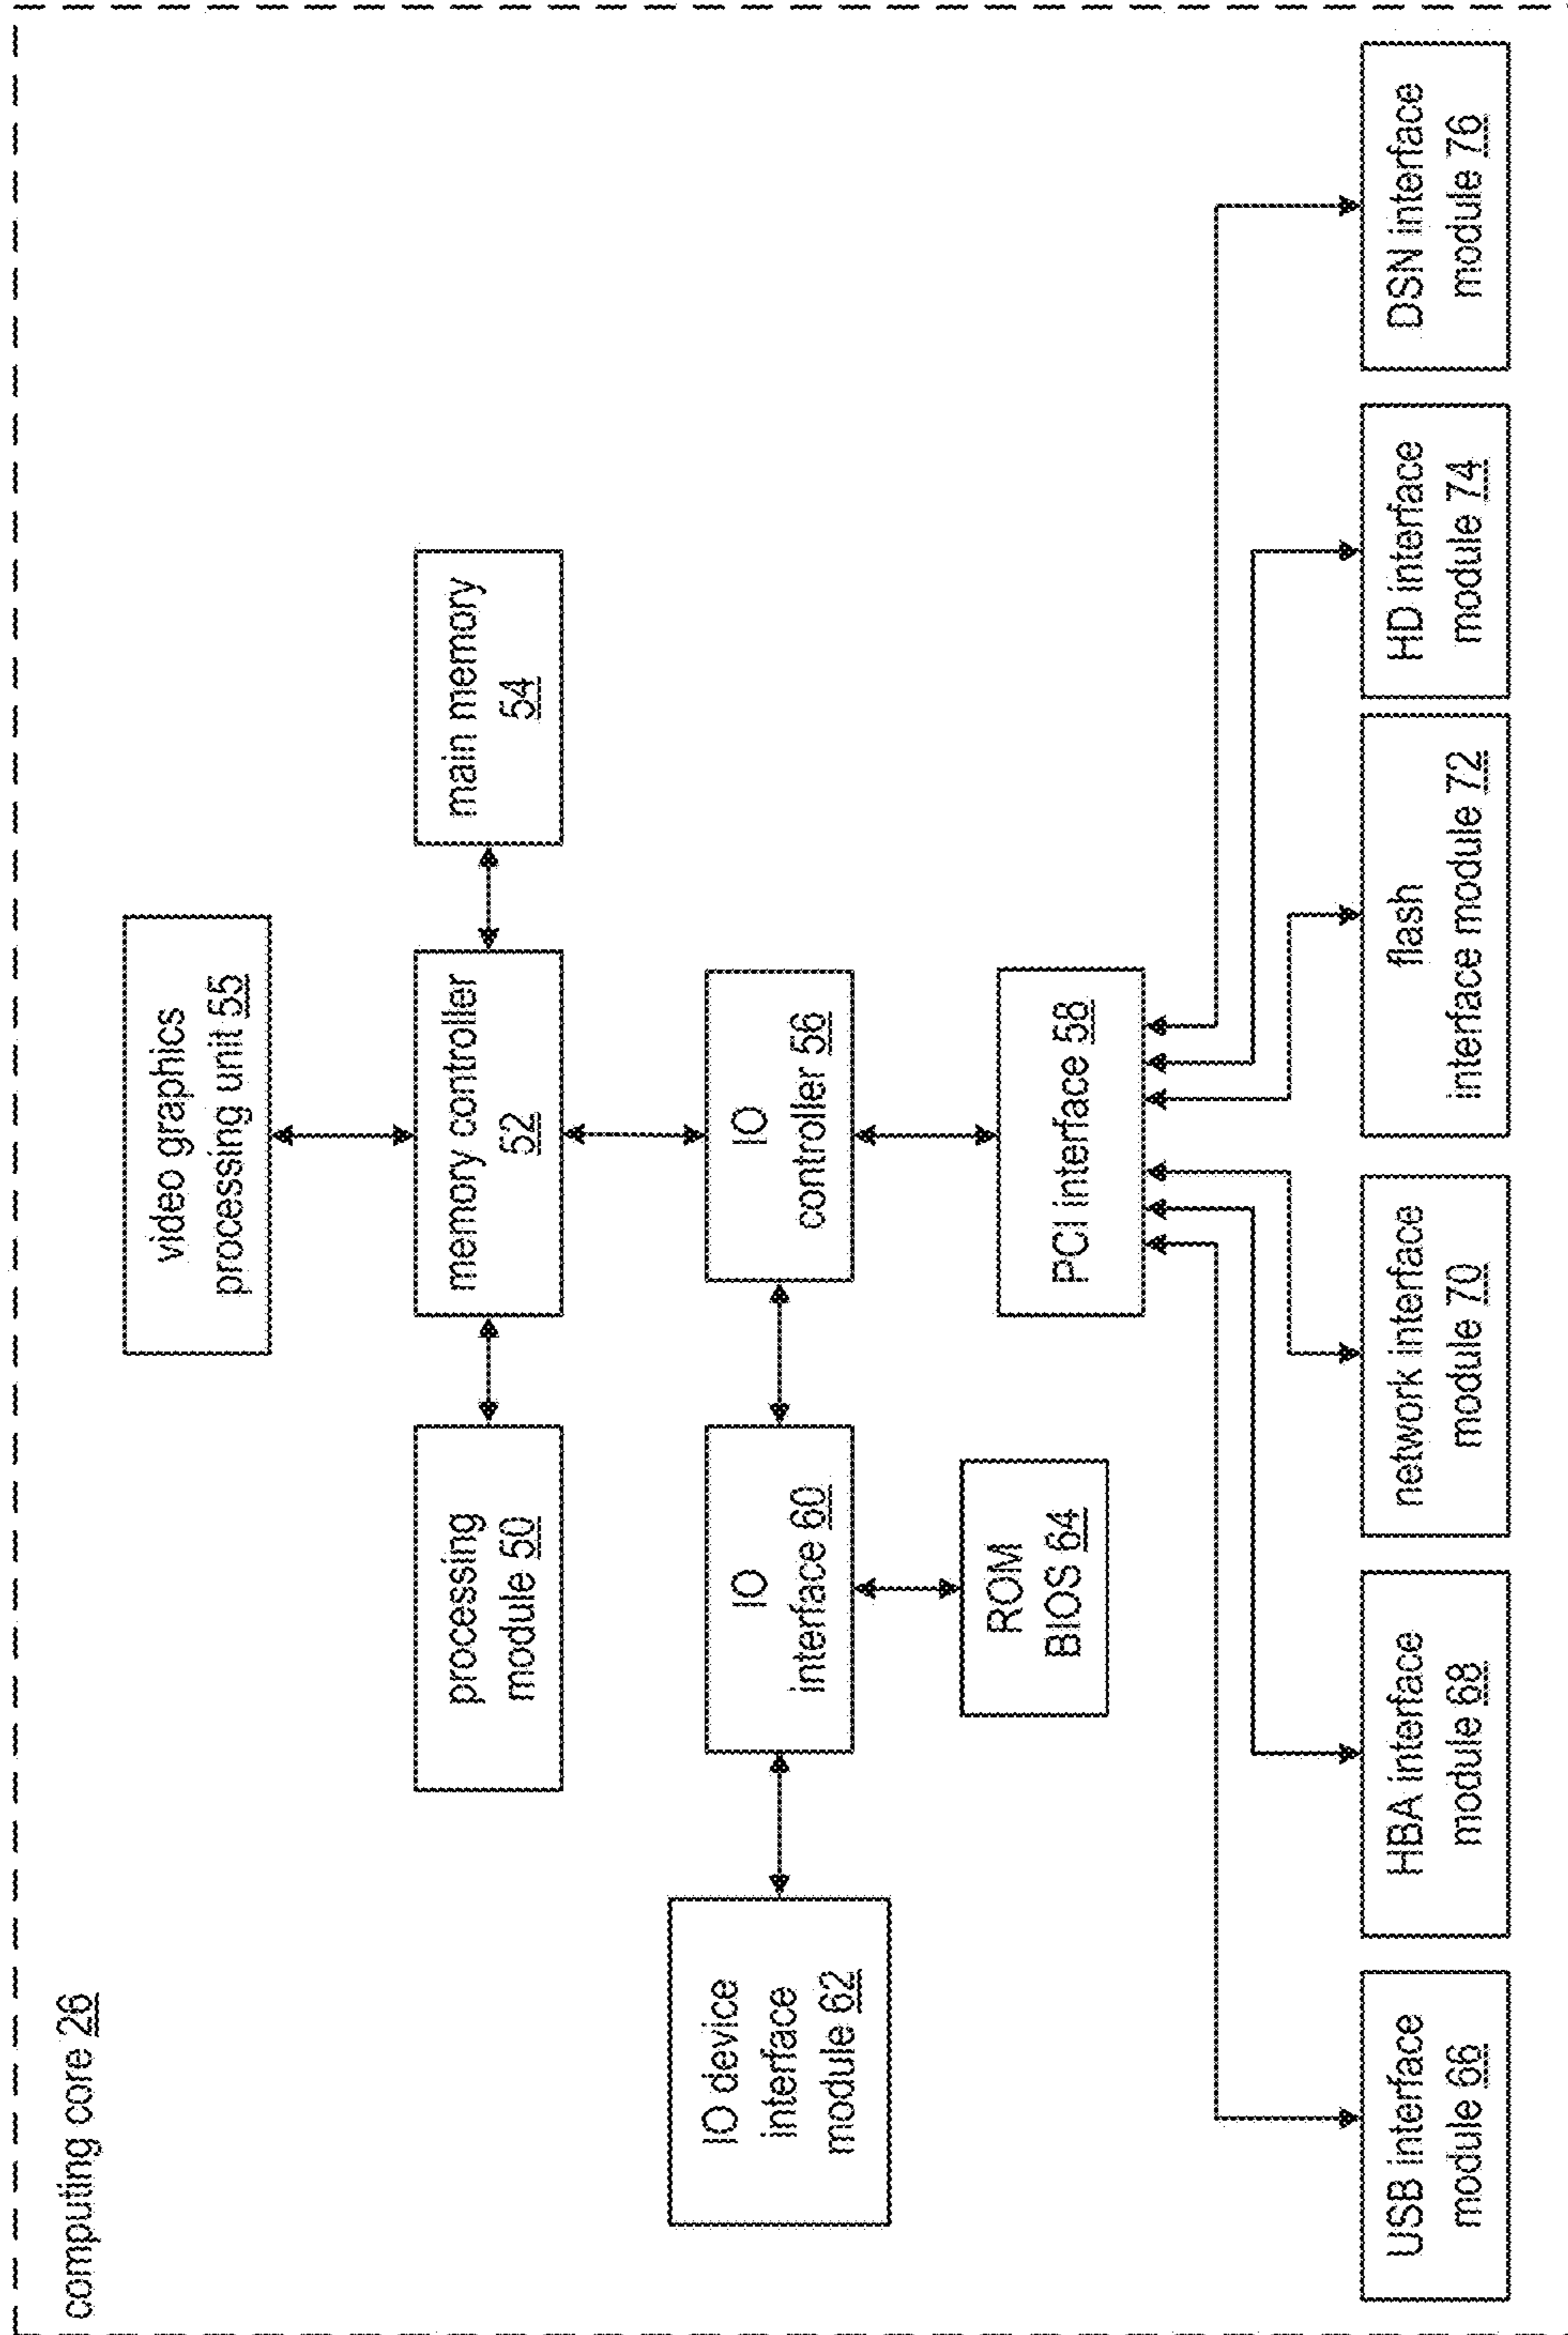 computing core 26
video graphics
processing unit 55
processing
module 50
memory controller
52
main memory
54
IO device
interface
module 62
IO
interface 60
IO
controller 56
ROM
BIOS 64
PCI interface 58
USB interface
module 66
HBA interface
module 68
network interface
module 70
flash
interface module 72
HD interface
module 74
DSN interface
module 76